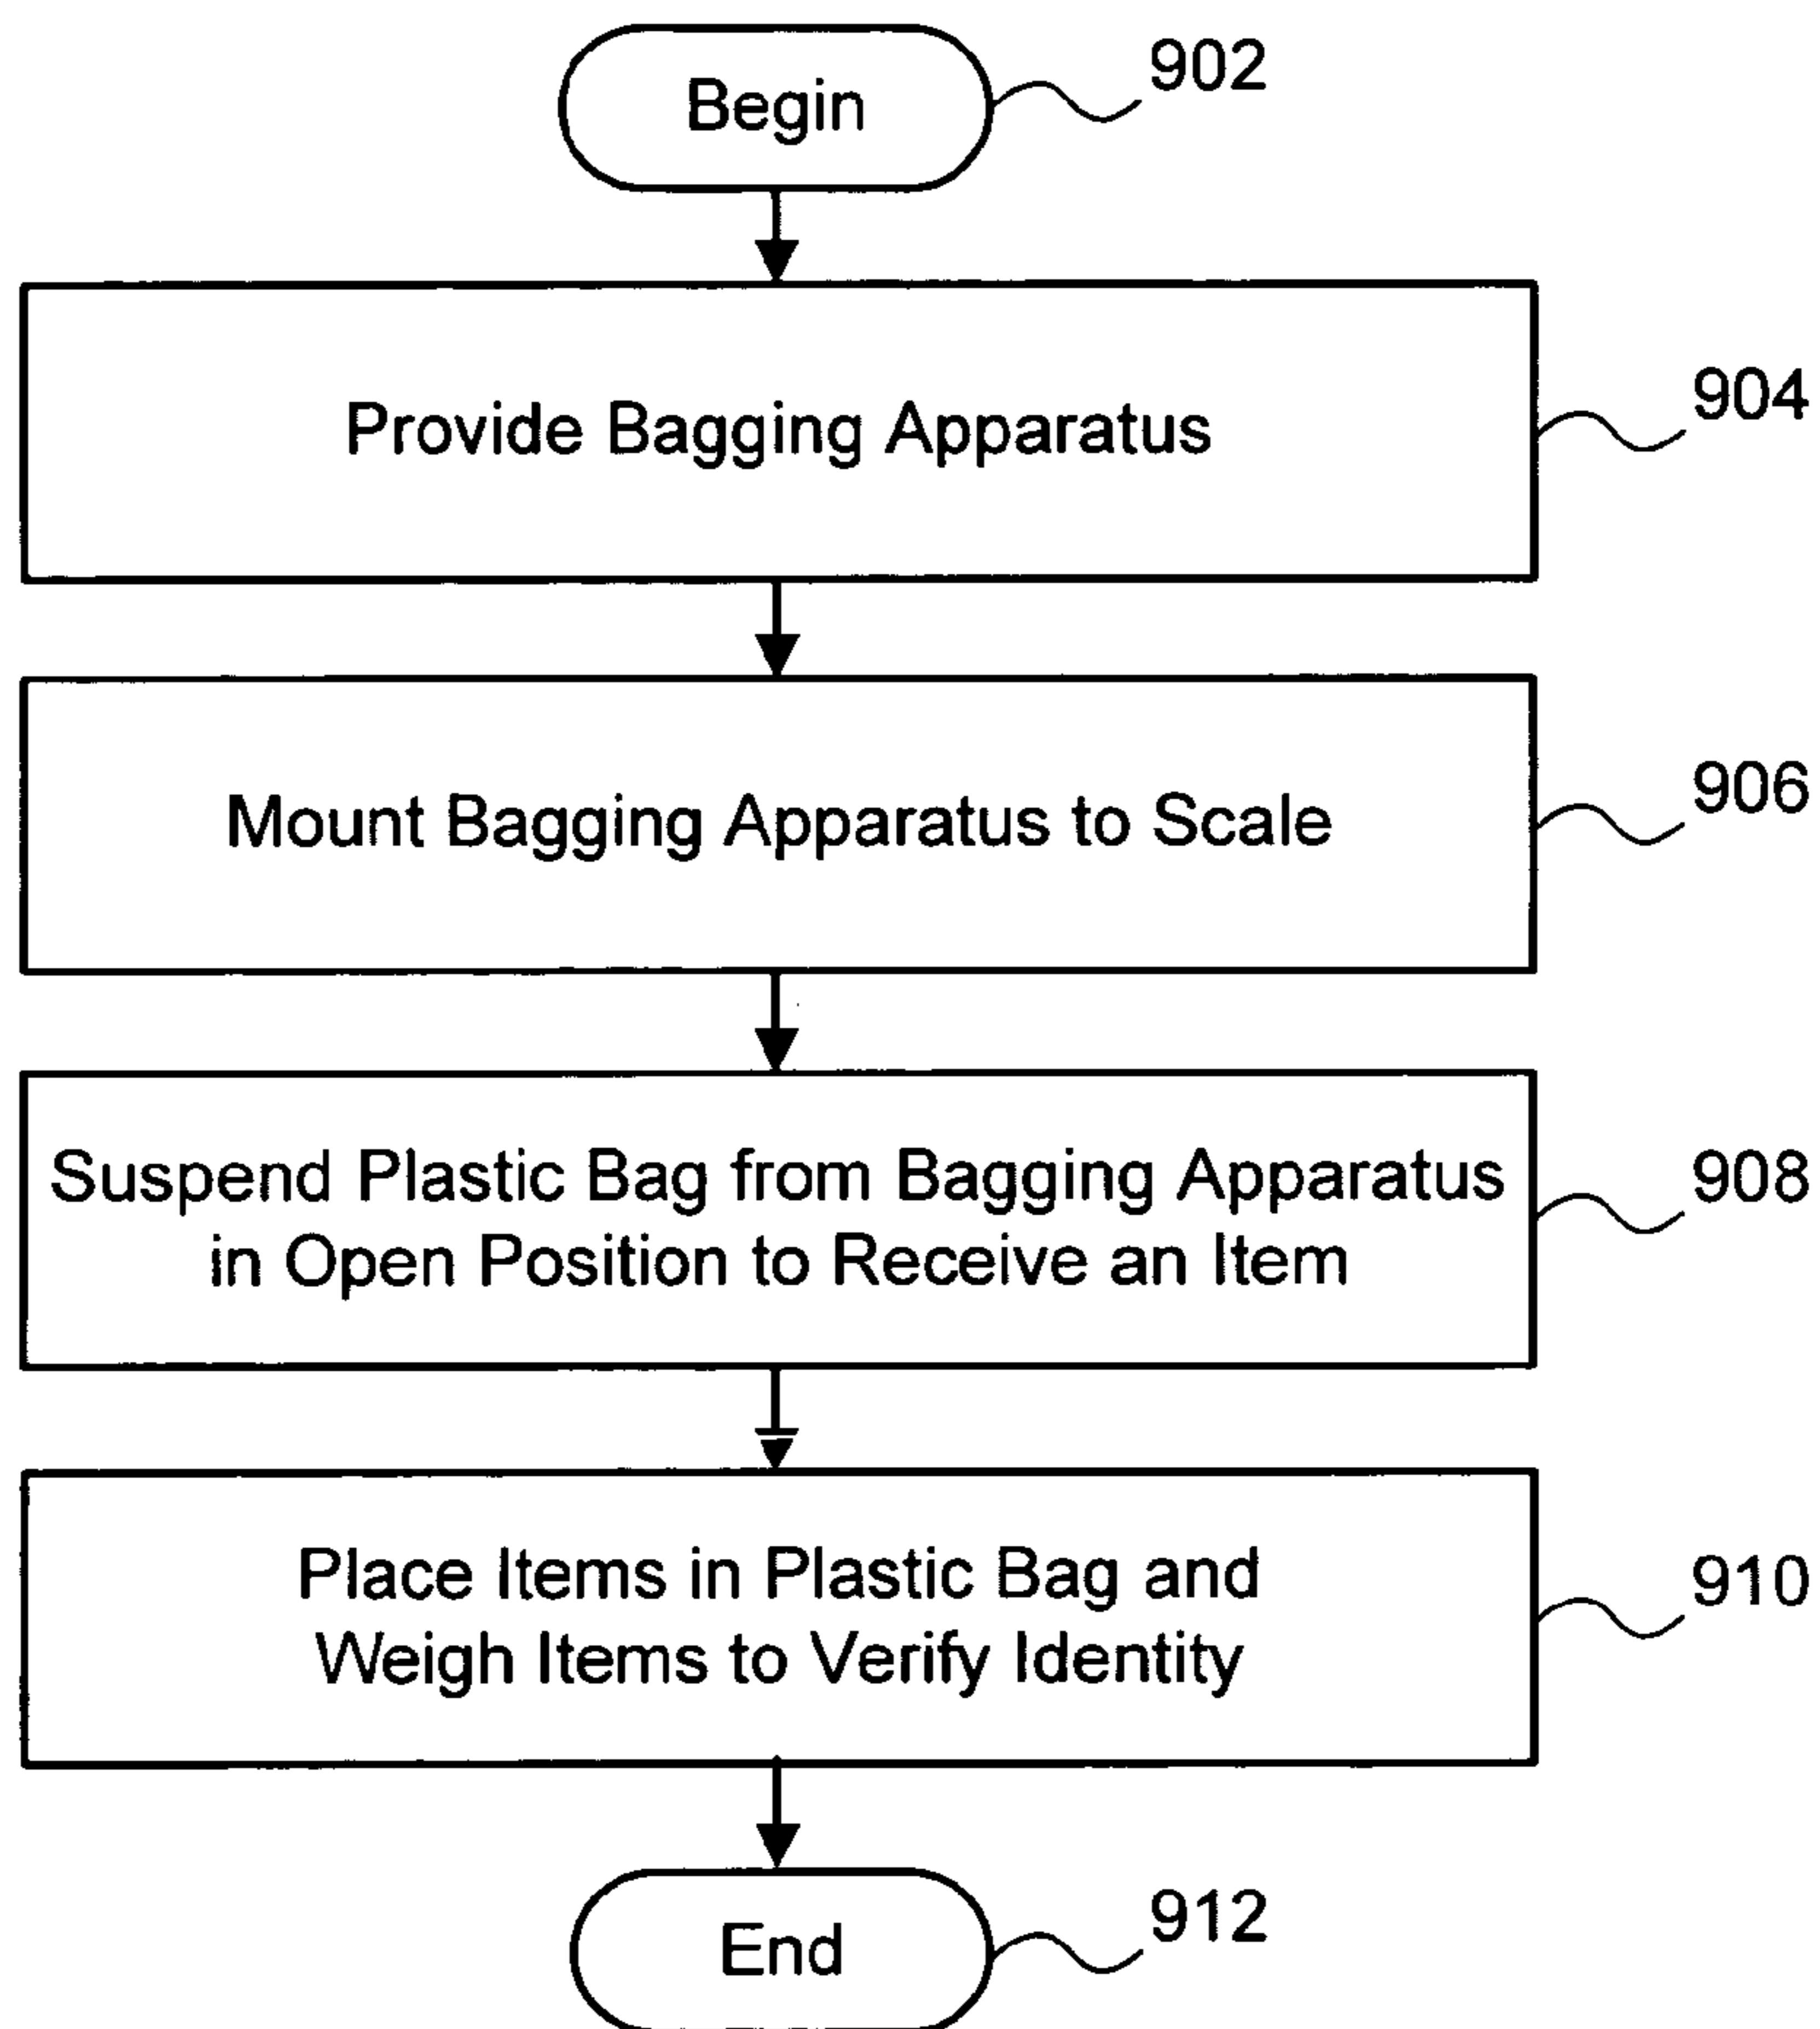 Begin
902
Provide Bagging Apparatus
904
Mount Bagging Apparatus to Scale
906
Suspend Plastic Bag from Bagging Apparatus
in Open Position to Receive an Item
908
Place Items in Plastic Bag and
Weigh Items to Verify Identity
910
End
912